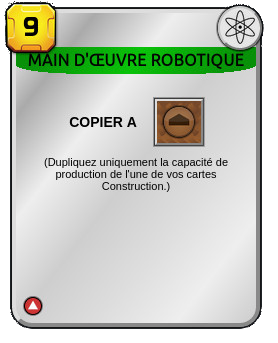 9
MAIN D'ŒUVRE ROBOTIQUE
COPIER A
(Dupliquez uniquement la capacité de
production de l'une de vos cartes
Construction.)